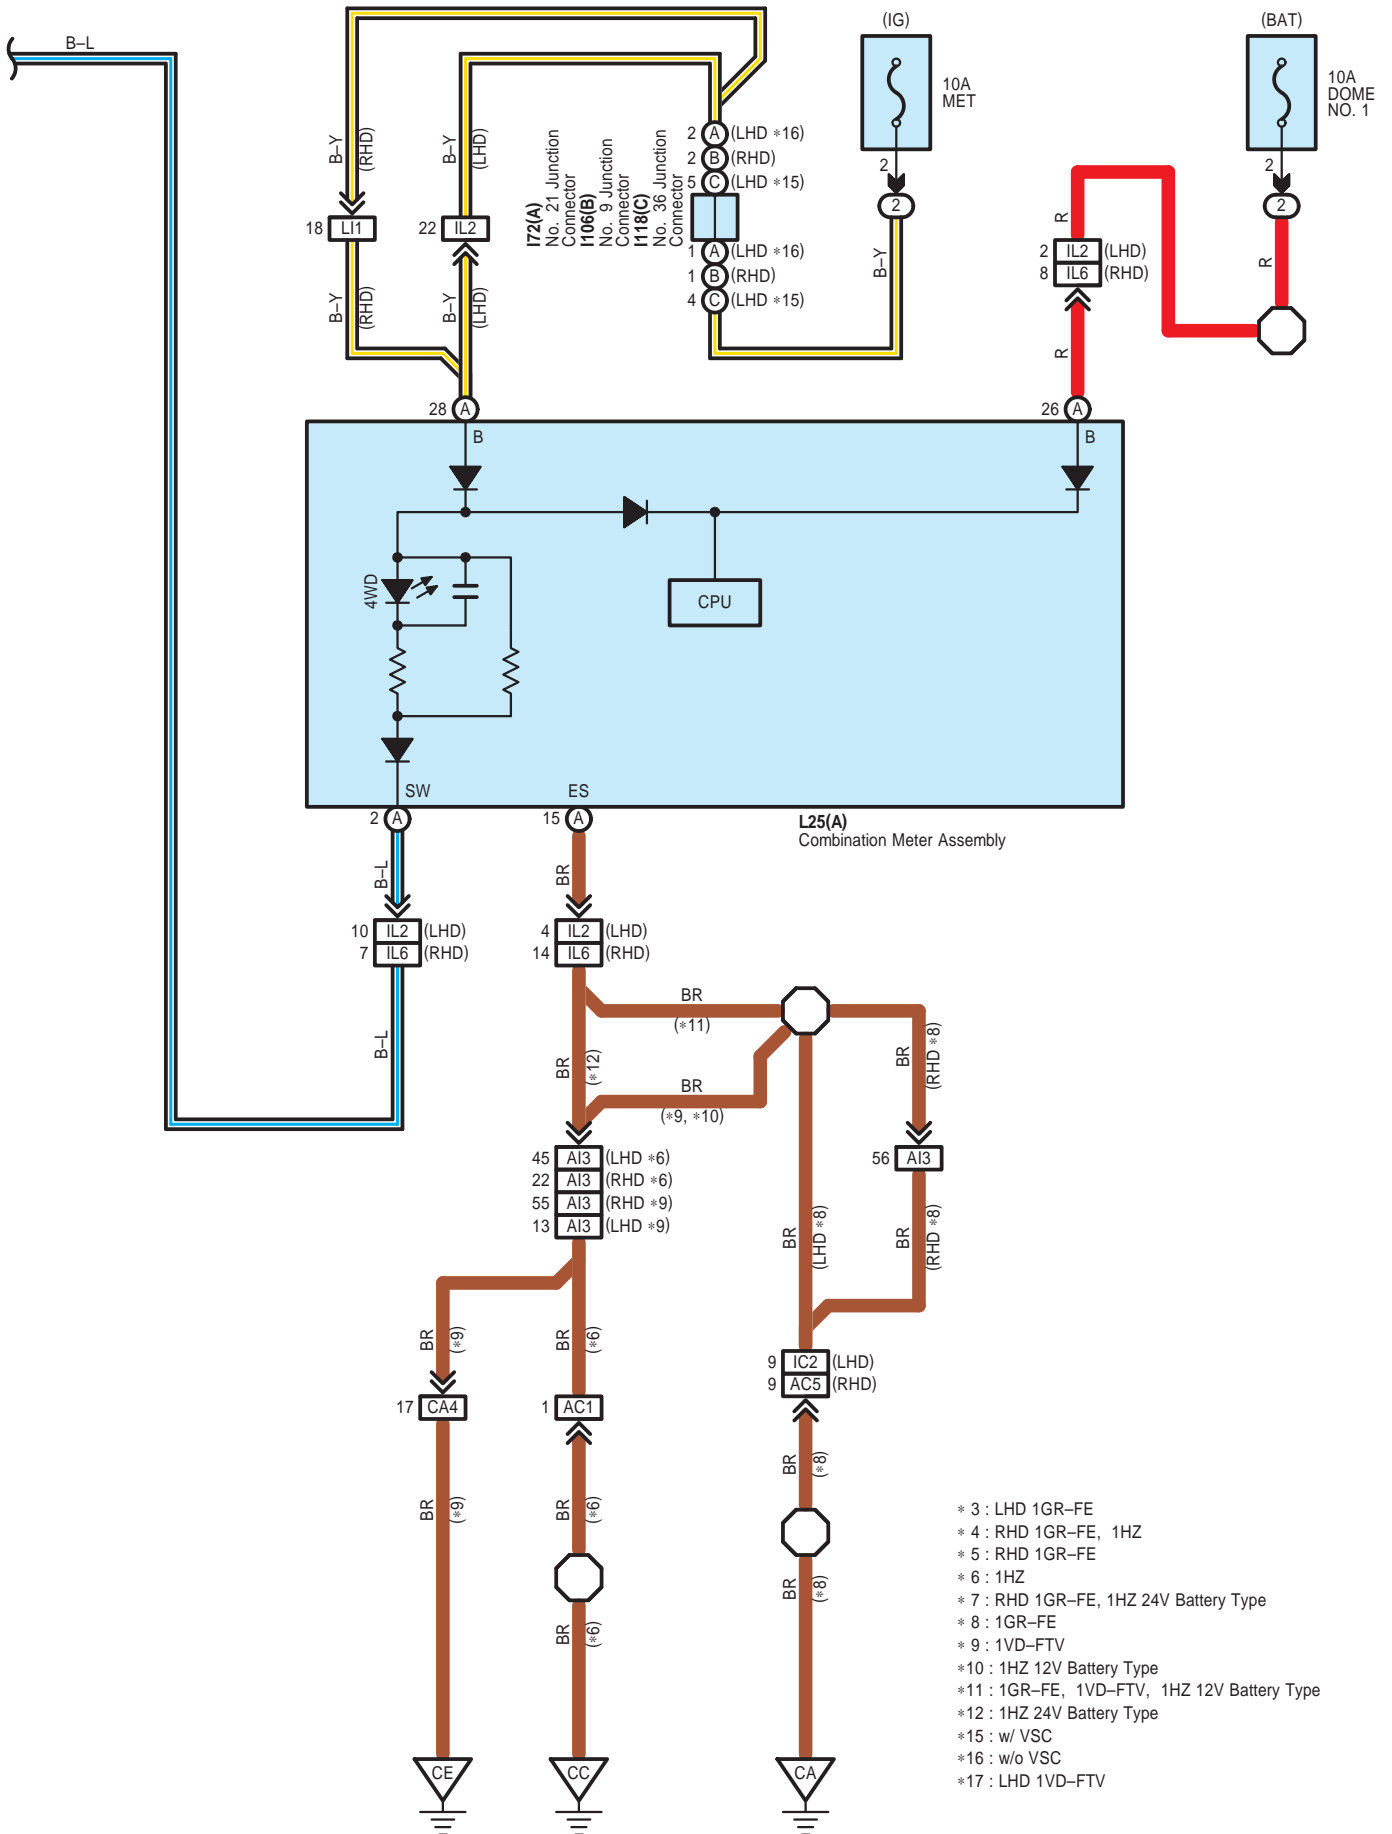 B–L
(IG)
10A
MET
2
2
(BAT)
10A
DOME
NO. 1
2
2
B–Y
(RHD)
B–Y
(LHD)
18 LI1
22 IL2
B–Y
(RHD)
B–Y
(LHD)
I72(A)
No. 21 Junction
Connector
I106(B)
No. 9 Junction
Connector
I118(C)
No. 36 Junction
Connector
2 A (LHD *16)
2 B (RHD)
5 C (LHD *15)
1 A (LHD *16)
1 B (RHD)
4 C (LHD *15)
B–Y
R
R
2 IL2 (LHD)
8 IL6 (RHD)
R
28 A
26 A
B
B
4WD
CPU
SW
ES
2 A
15 A
L25(A)
Combination Meter Assembly
B–L
BR
10 IL2 (LHD)
7 IL6 (RHD)
4 IL2 (LHD)
14 IL6 (RHD)
B–L
BR
(*11)
BR
(*12)
BR
(*9, *10)
BR
(RHD *8)
45 AI3 (LHD *6)
22 AI3 (RHD *6)
55 AI3 (RHD *9)
13 AI3 (LHD *9)
56 AI3
BR
(LHD *8)
BR
(RHD *8)
BR
(*9)
BR
(*6)
9 IC2 (LHD)
9 AC5 (RHD)
17 CA4
1 AC1
BR
(*8)
BR
(*9)
BR
(*6)
BR
(*8)
BR
(*6)
CE
CC
CA
* 3 : LHD 1GR–FE
* 4 : RHD 1GR–FE, 1HZ
* 5 : RHD 1GR–FE
* 6 : 1HZ
* 7 : RHD 1GR–FE, 1HZ 24V Battery Type
* 8 : 1GR–FE
* 9 : 1VD–FTV
*10 : 1HZ 12V Battery Type
*11 : 1GR–FE, 1VD–FTV, 1HZ 12V Battery Type
*12 : 1HZ 24V Battery Type
*15 : w/ VSC
*16 : w/o VSC
*17 : LHD 1VD–FTV